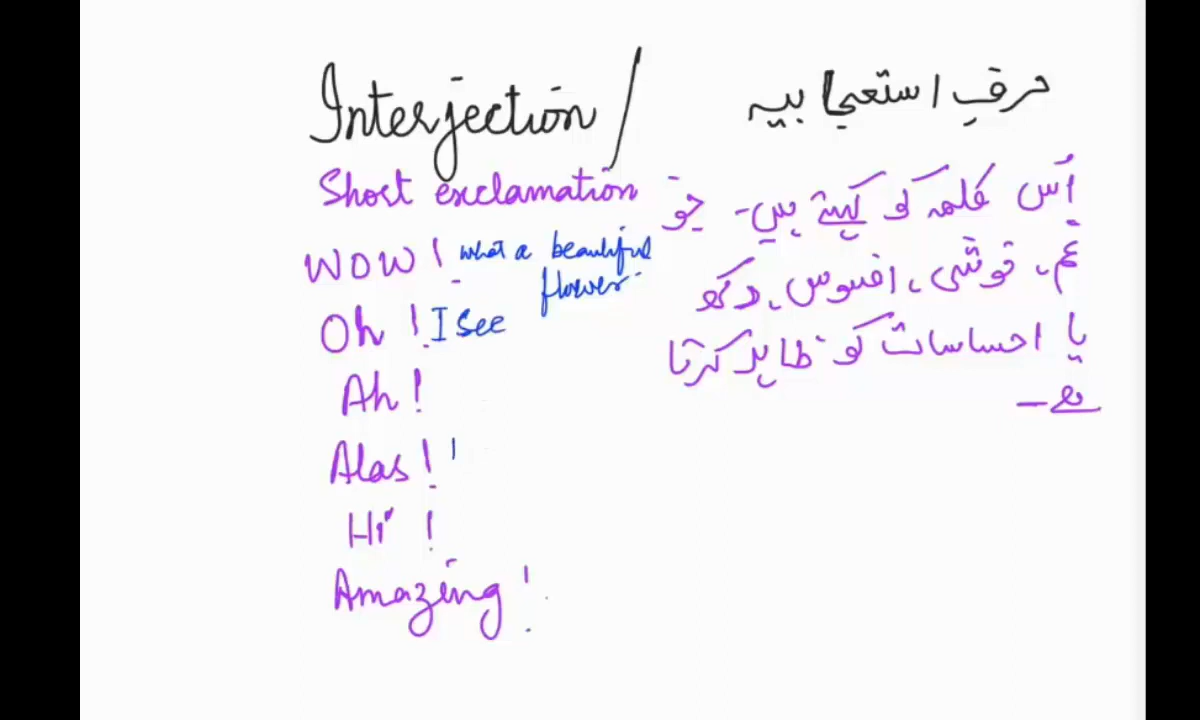 Interjection / حرفِ استعجابیہ
Short exclamation
اُس کلمہ کو کہتے ہیں۔ جو
غم، خوشی، افسوس، دکھ
یا احساسات کو ظاہر کرتا
ہے۔
WOW! what a beautiful
flower.
Oh! I see
Ah!
Alas!
Hi!
Amazing!